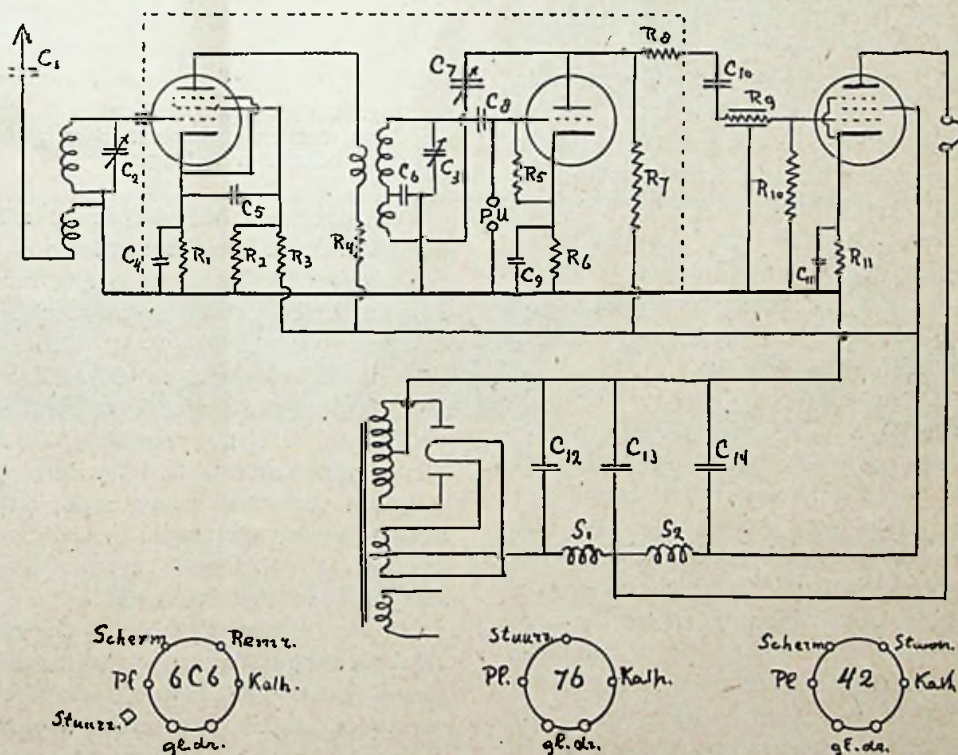 C1
C2
C4
R1
C5
R2
R3
R4
C6
C3
C7
C8
PU
R5
C9
R6
R7
R8
C10
R9
R10
C11
R11
C12
C13
C14
S1
S2
Scherm
Remrr.
Pl
6C6
Kath.
Stuurr.
gl.dr.
Stuurr.
Pl.
76
Kath.
gl.dr.
Scherm
Pl
42
Kath
gl.dr.